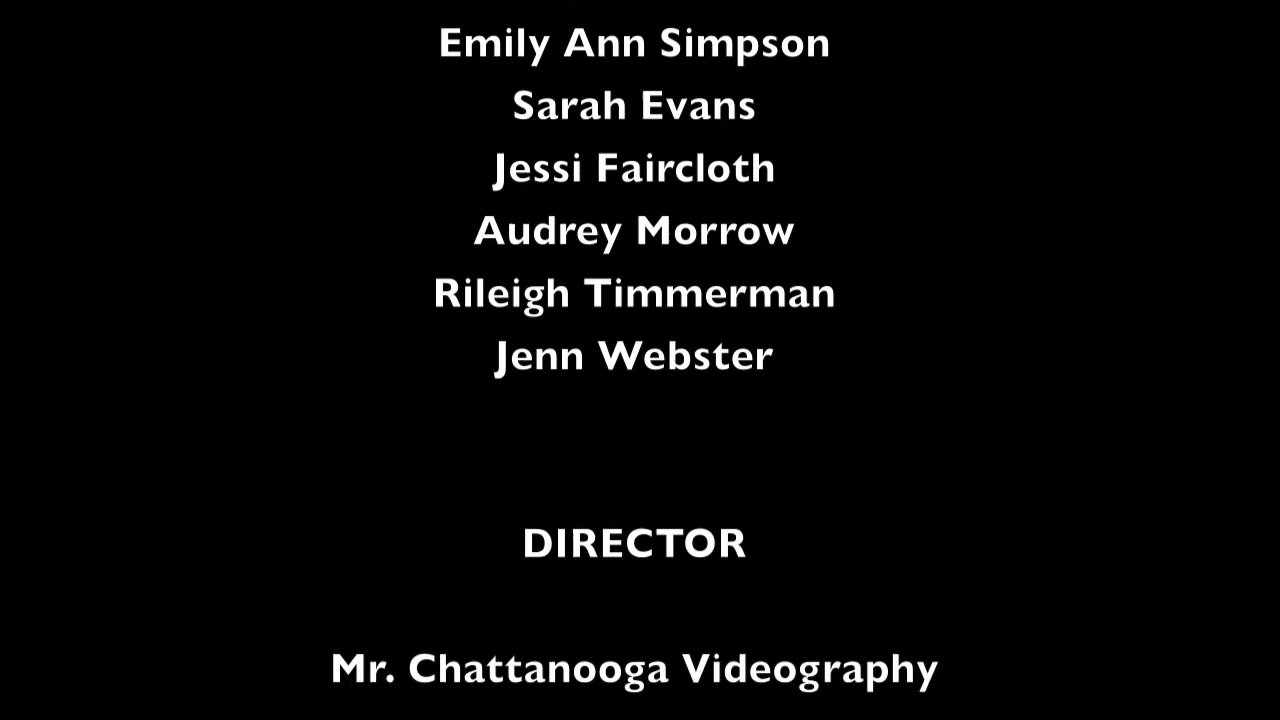 Emily Ann Simpson
Sarah Evans
Jessi Faircloth
Audrey Morrow
Rileigh Timmerman
Jenn Webster
DIRECTOR
Mr. Chattanooga Videography